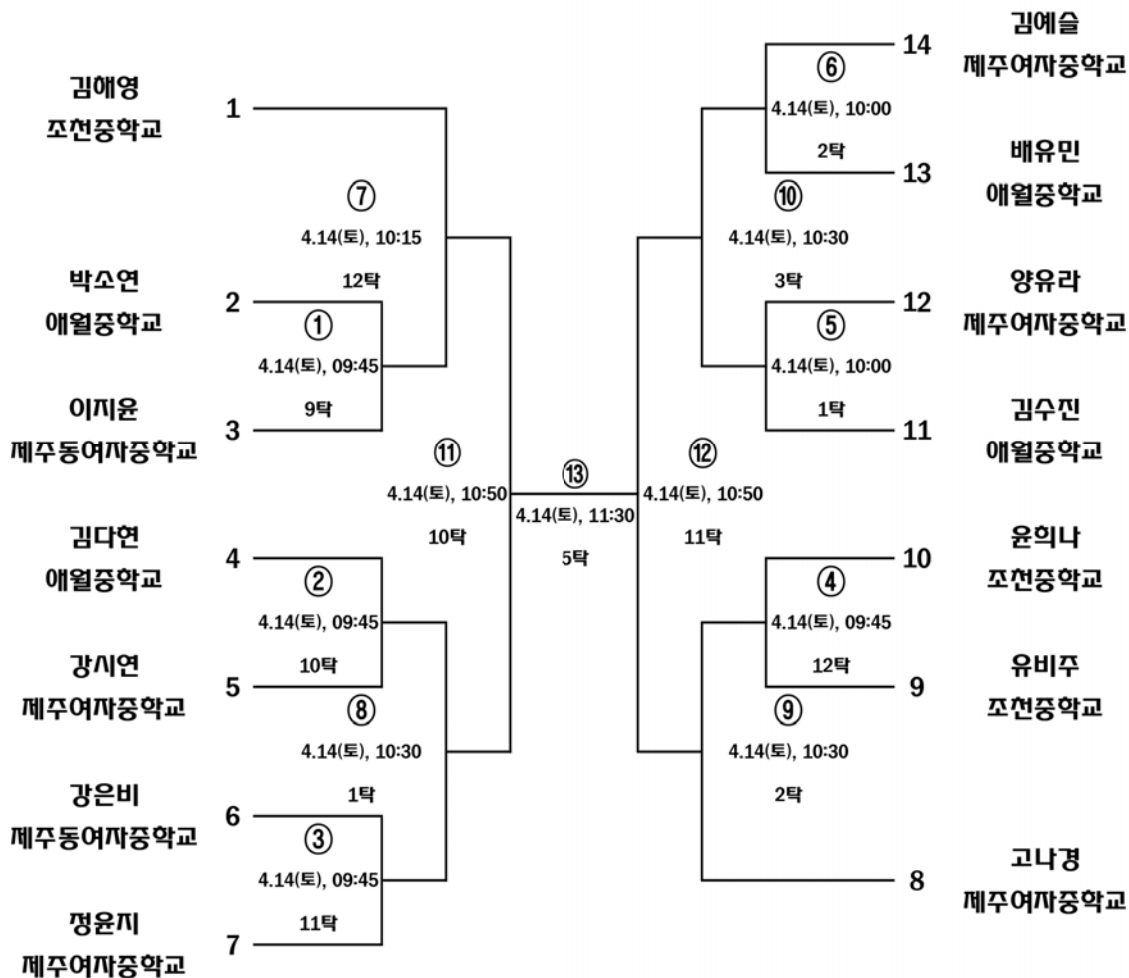 김해영
조천중학교
1
⑦
4.14(토), 10:15
12탁
박소연
애월중학교
2
①
4.14(토), 09:45
9탁
이지윤
제주동여자중학교
3
⑪
4.14(토), 10:50
10탁
김다현
애월중학교
4
②
4.14(토), 09:45
10탁
강시연
제주여자중학교
5
⑧
4.14(토), 10:30
1탁
강은비
제주동여자중학교
6
③
4.14(토), 09:45
11탁
정윤지
제주여자중학교
7
⑬
4.14(토), 11:30
5탁
김예슬
제주여자중학교
14
⑥
4.14(토), 10:00
2탁
배유민
애월중학교
13
⑩
4.14(토), 10:30
3탁
양유라
제주여자중학교
12
⑤
4.14(토), 10:00
1탁
김수진
애월중학교
11
⑫
4.14(토), 10:50
11탁
윤희나
조천중학교
10
④
4.14(토), 09:45
12탁
유비주
조천중학교
9
⑨
4.14(토), 10:30
2탁
고나경
제주여자중학교
8